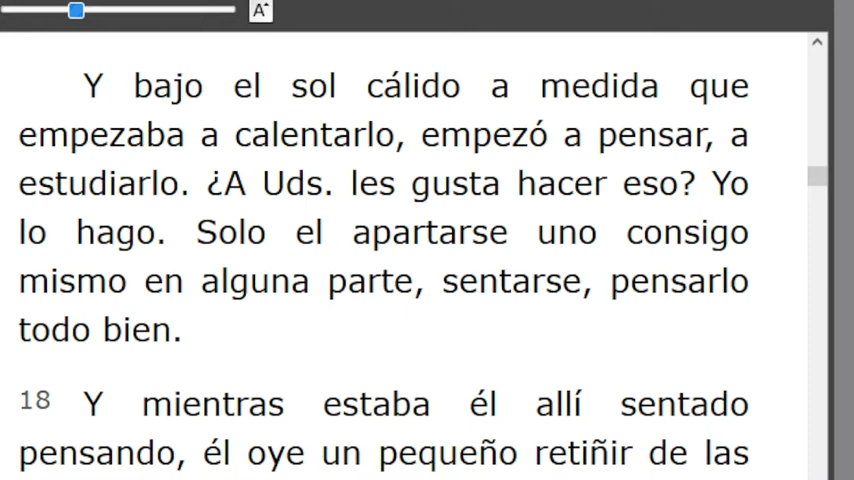 A
Y bajo el sol cálido a medida que
empezaba a calentarlo, empezó a pensar, a
estudiarlo. ¿A Uds. les gusta hacer eso? Yo
lo hago. Solo el apartarse uno consigo
mismo en alguna parte, sentarse, pensarlo
todo bien.
18 Y mientras estaba él allí sentado
pensando, él oye un pequeño retiñir de las